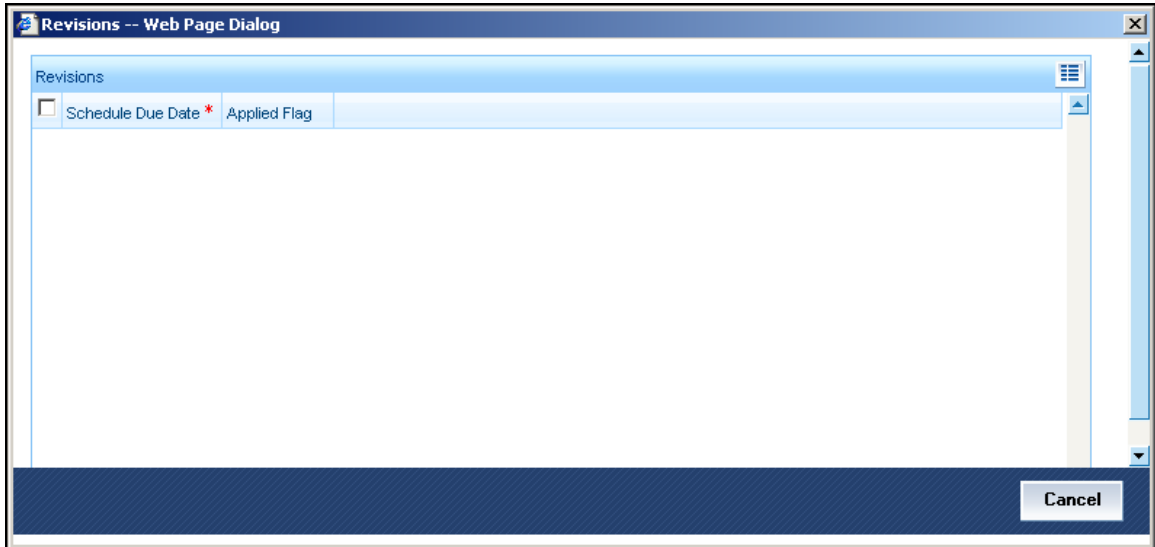 Revisions -- Web Page Dialog
Revisions
Schedule Due Date * Applied Flag
Cancel